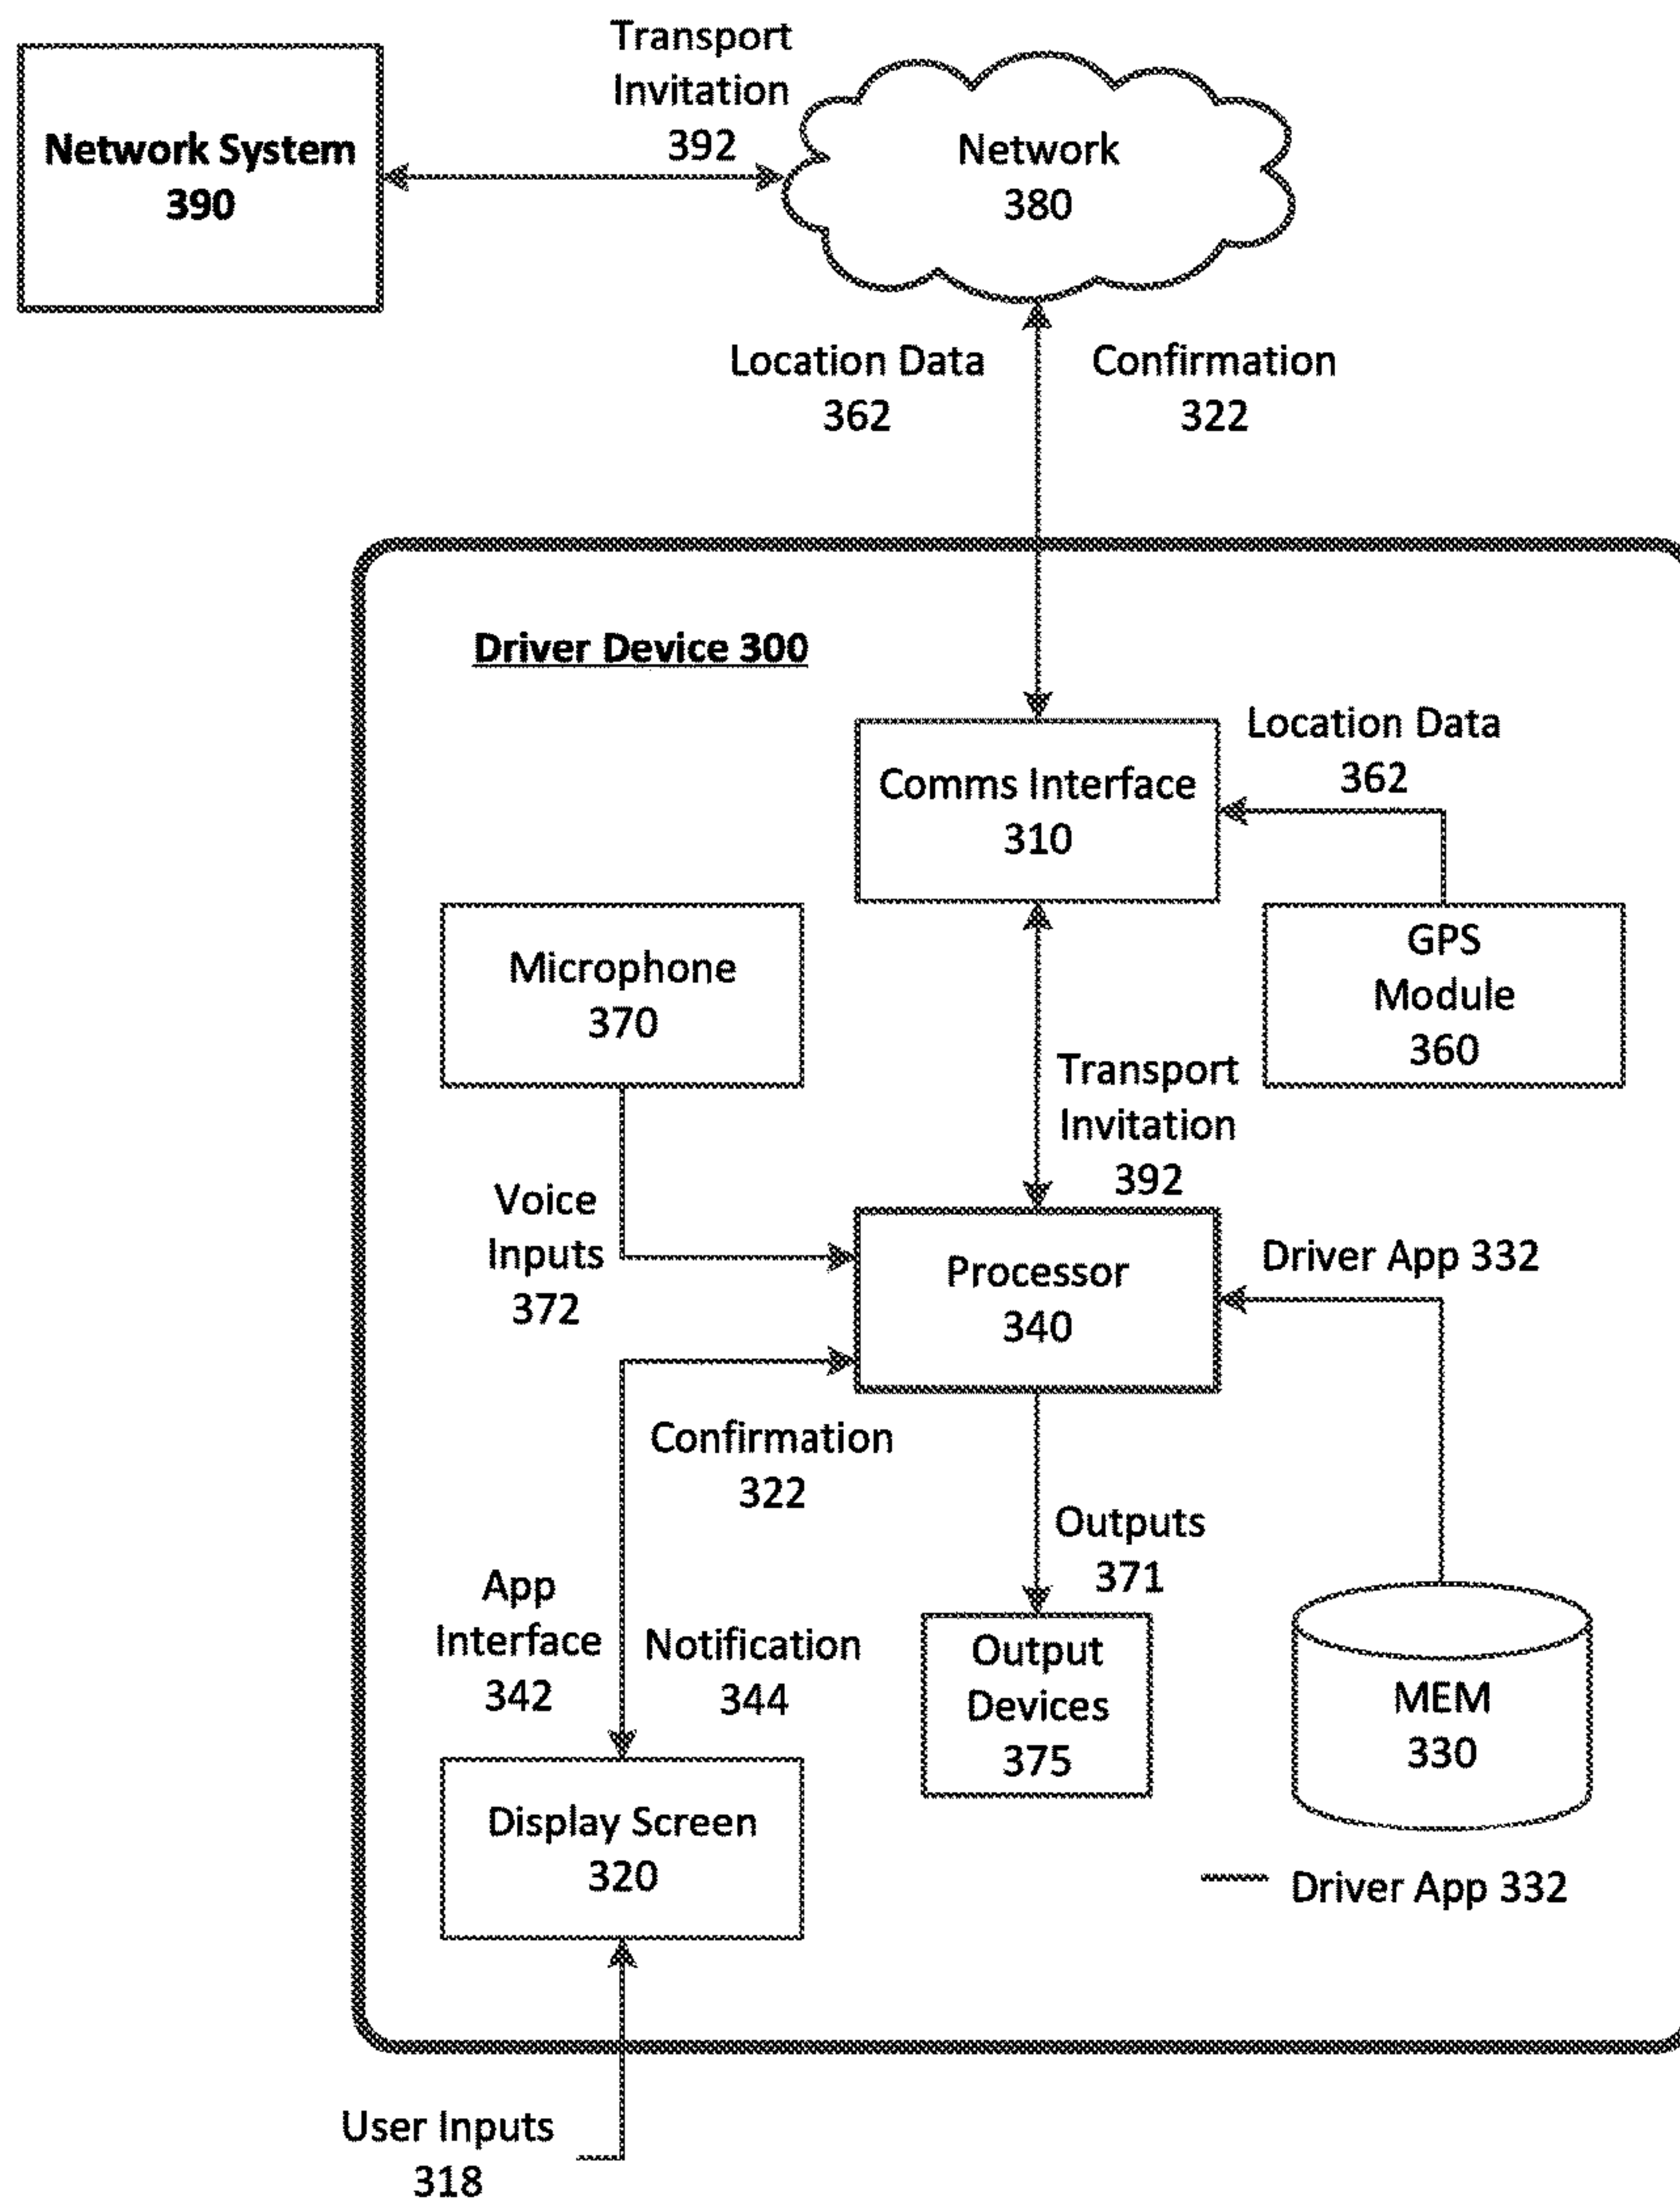 Transport
Invitation
392
Network System
390
Network
380
Location Data
362
Confirmation
322
Driver Device 300
Comms Interface
310
Location Data
362
Microphone
370
GPS
Module
360
Transport
Invitation
392
Voice
Inputs
372
Processor
340
Driver App 332
Confirmation
322
Outputs
371
App
Interface
342
Notification
344
Output
Devices
375
MEM
330
Display Screen
320
Driver App 332
User Inputs
318